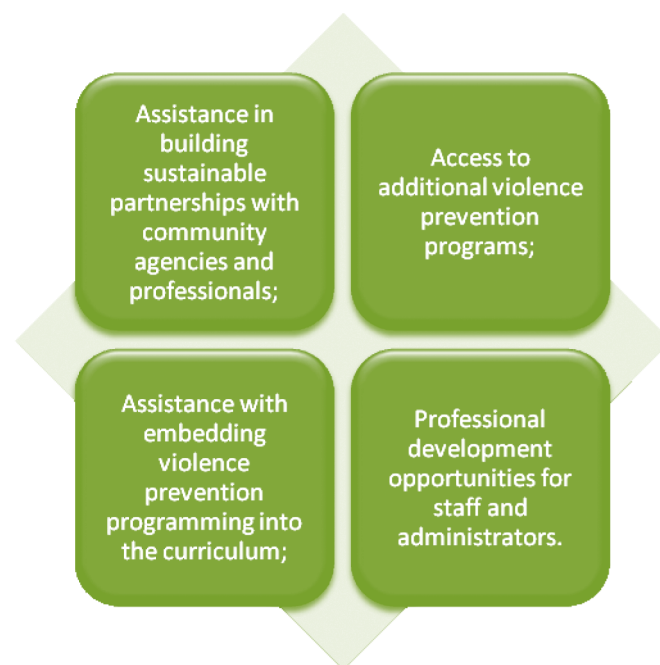 Assistance in
building
sustainable
partnerships with
community
agencies and
professionals;
Access to
additional violence
prevention
programs;
Assistance with
embedding
violence
prevention
programming into
the curriculum;
Professional
development
opportunities for
staff and
administrators.